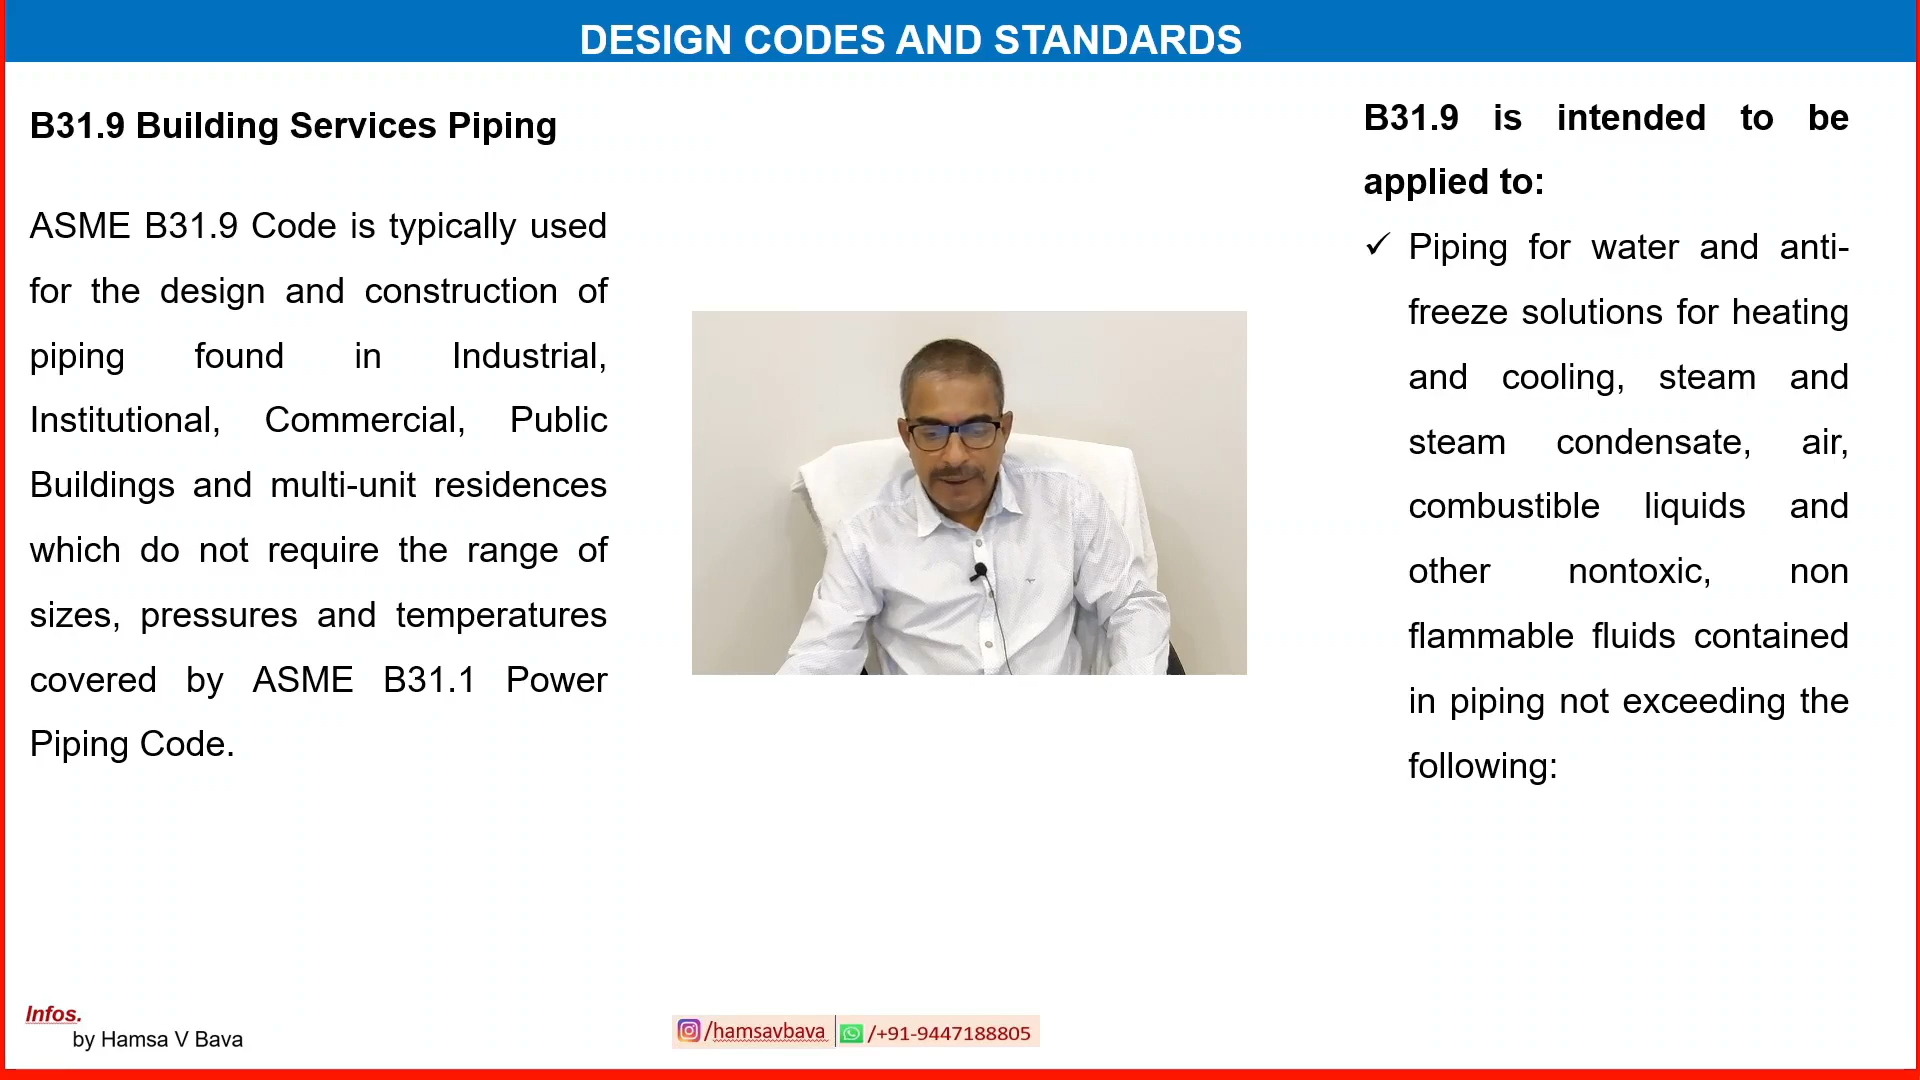 DESIGN CODES AND STANDARDS
B31.9 Building Services Piping
ASME B31.9 Code is typically used
for the design and construction of
piping found in Industrial,
Institutional, Commercial, Public
Buildings and multi-unit residences
which do not require the range of
sizes, pressures and temperatures
covered by ASME B31.1 Power
Piping Code.
B31.9 is intended to be
applied to:
✓ Piping for water and anti-
freeze solutions for heating
and cooling, steam and
steam condensate, air,
combustible liquids and
other nontoxic, non
flammable fluids contained
in piping not exceeding the
following:
Infos.
by Hamsa V Bava
/hamsavbava /+91-9447188805